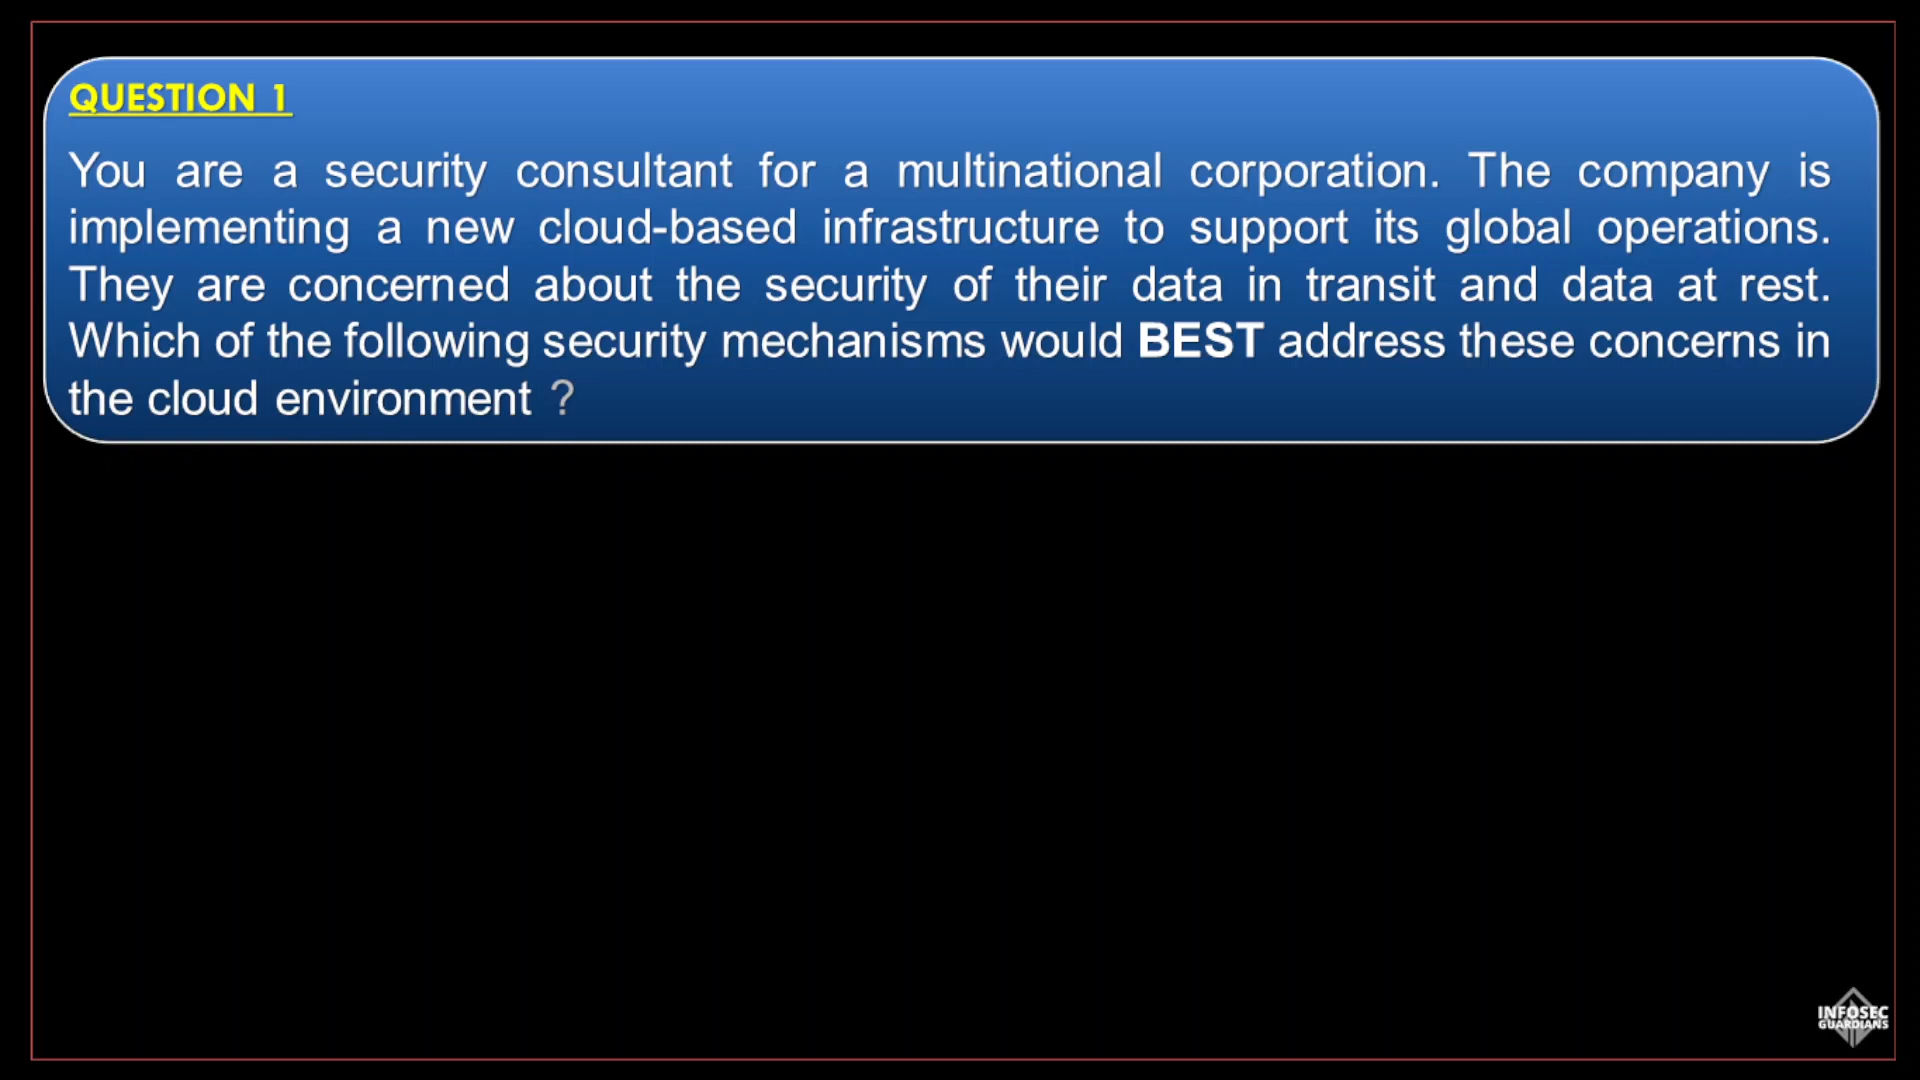 QUESTION 1
You are a security consultant for a multinational corporation. The company is
implementing a new cloud-based infrastructure to support its global operations.
They are concerned about the security of their data in transit and data at rest.
Which of the following security mechanisms would BEST address these concerns in
the cloud environment ?
INFOSEC
GUARDIANS